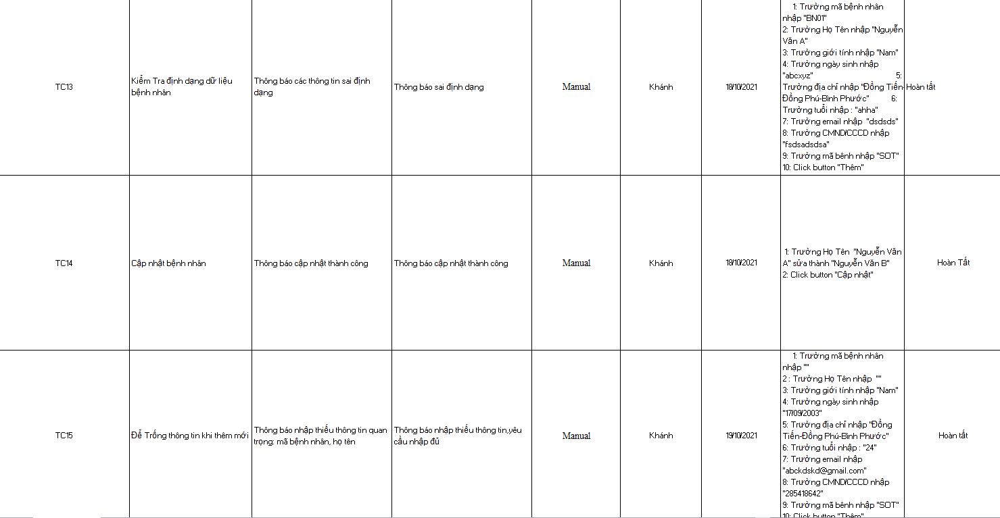 TC13
Kiểm Tra định dạng dữ liệu
bệnh nhân
Thông báo các thông tin sai định
dạng
Thông báo sai định dạng
Manual
Khánh
18/10/2021
1: Trường mã bệnh nhân
nhập "BN01"
2: Trường Họ Tên nhập "Nguyễn
Văn A"
3: Trường giới tính nhập "Nam"
4: Trường ngày sinh nhập
"abcxyz" 5:
Trường địa chỉ nhập "Đồng Tiến-
Đồng Phú-Bình Phước" 6:
Trường tuổi nhập : "ahha"
7: Trường email nhập "dsdsds"
8: Trường CMND/CCCD nhập
"fsdsadsdsa"
9: Trường mã bênh nhập "SOT"
10: Click button "Thêm"
Hoàn tất
TC14
Cập nhật bệnh nhân
Thông báo cập nhật thành công
Thông báo cập nhật thành công
Manual
Khánh
18/10/2021
1: Trường Họ Tên "Nguyễn Văn
A" sửa thành "Nguyễn Văn B"
2: Click button "Cập nhật"
Hoàn Tất
TC15
Để Trống thông tin khi thêm mới
Thông báo nhập thiếu thông tin quan
trọng: mã bệnh nhân, họ tên
Thông báo nhập thiếu thông tin,yêu
cầu nhập đủ
Manual
Khánh
19/10/2021
1: Trường mã bệnh nhân
nhập ""
2 : Trường Họ Tên nhập ""
3: Trường giới tính nhập "Nam"
4: Trường ngày sinh nhập
"17/09/2003"
5: Trường địa chỉ nhập "Đồng
Tiến-Đồng Phú-Bình Phước"
6: Trường tuổi nhập : "24"
7: Trường email nhập
"abckdskd@gmail.com"
8: Trường CMND/CCCD nhập
"285418642"
9: Trường mã bênh nhập "SOT"
10: Click button "Thêm"
Hoàn tất